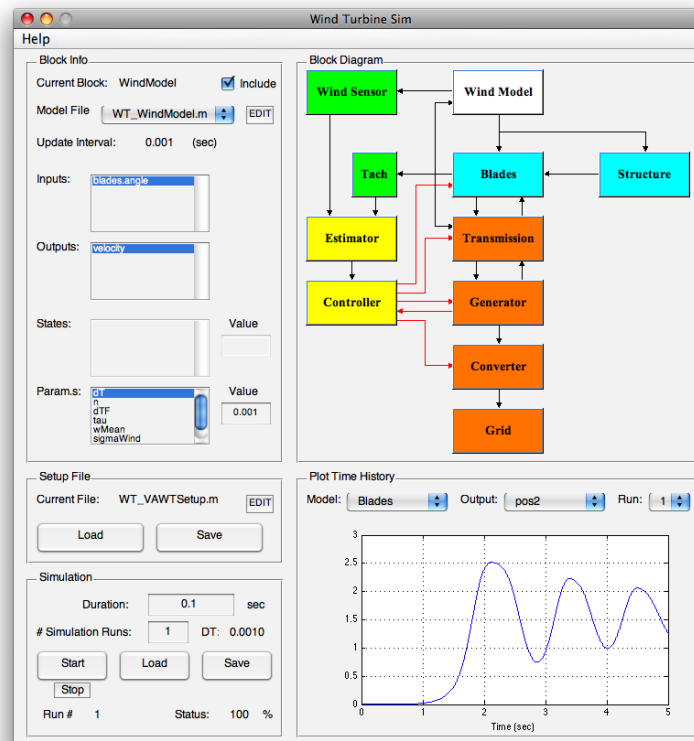 Wind Turbine Sim
Help
Block Info
Current Block: WindModel Include
Model File WT_WindModel.m EDIT
Update Interval: 0.001 (sec)
Inputs: blades.angle
Outputs: velocity
States: Value
Param.s: dT Value
n
dTF 0.001
tau
wMean
sigmaWind
Block Diagram
Wind Sensor Wind Model
Tach Blades Structure
Estimator Transmission
Controller Generator
Converter
Grid
Setup File
Current File: WT_VAWTSetup.m EDIT
Load Save
Simulation
Duration: 0.1 sec
# Simulation Runs: 1 DT: 0.0010
Start Load Save
Stop
Run # 1 Status: 100 %
Plot Time History
Model: Blades Output: pos2 Run: 1
3
2.5
2
1.5
1
0.5
0
0 1 2 3 4 5
Time (sec)